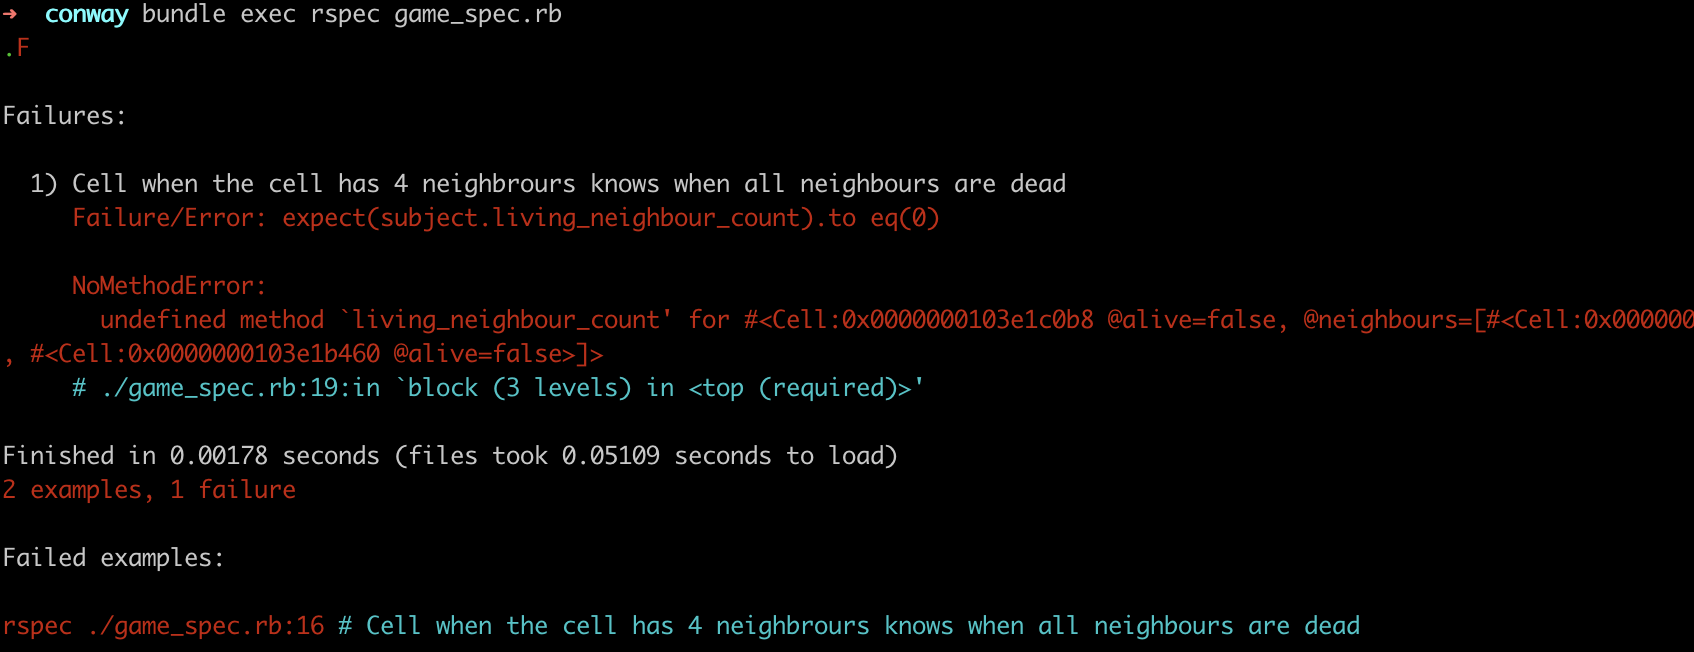 ➜  conway bundle exec rspec game_spec.rb
.F

Failures:

  1) Cell when the cell has 4 neighbrours knows when all neighbours are dead
     Failure/Error: expect(subject.living_neighbour_count).to eq(0)

     NoMethodError:
       undefined method `living_neighbour_count' for #<Cell:0x0000000103e1c0b8 @alive=false, @neighbours=[#<Cell:0x000000
, #<Cell:0x0000000103e1b460 @alive=false>]>
     # ./game_spec.rb:19:in `block (3 levels) in <top (required)>'

Finished in 0.00178 seconds (files took 0.05109 seconds to load)
2 examples, 1 failure

Failed examples:

rspec ./game_spec.rb:16 # Cell when the cell has 4 neighbrours knows when all neighbours are dead